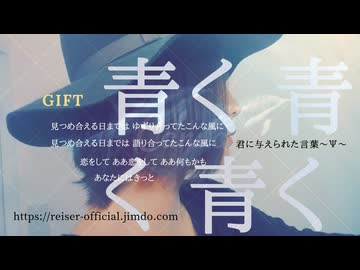 青く青
く青く
GIFT
見つめ合える日までは ゆずり合ってたこんな風に
見つめ合える日までは 語り合ってたこんな風に
恋をして ああ恋をして ああ何もかも
あなたにはきっと
君に与えられた言葉〜Ψ〜
https://reiser-official.jimdo.com